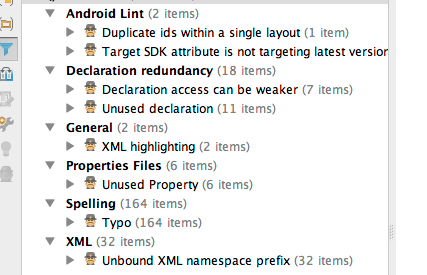 Android Lint (2 items)
Duplicate ids within a single layout (1 item)
Target SDK attribute is not targeting latest version
Declaration redundancy (18 items)
Declaration access can be weaker (7 items)
Unused declaration (11 items)
General (2 items)
XML highlighting (2 items)
Properties Files (6 items)
Unused Property (6 items)
Spelling (164 items)
Typo (164 items)
XML (32 items)
Unbound XML namespace prefix (32 items)